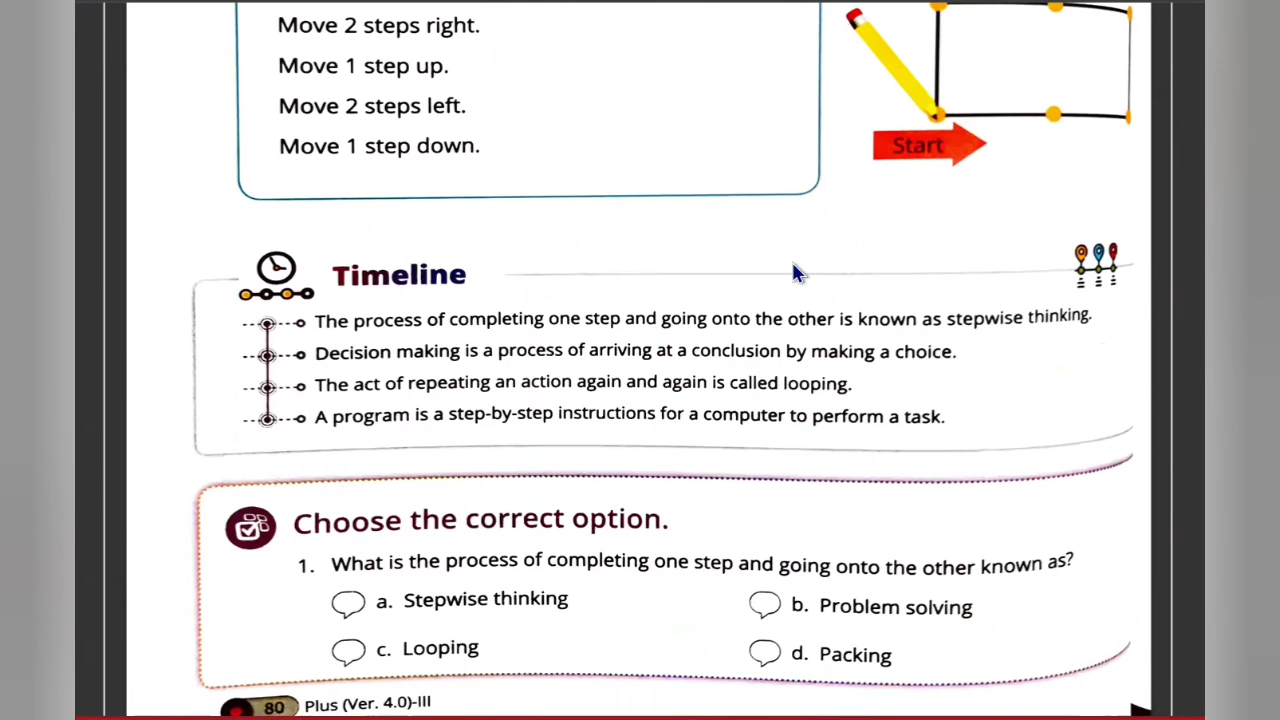 Move 2 steps right.
Move 1 step up.
Move 2 steps left.
Move 1 step down.
Start
Timeline
The process of completing one step and going onto the other is known as stepwise thinking.
Decision making is a process of arriving at a conclusion by making a choice.
The act of repeating an action again and again is called looping.
A program is a step-by-step instructions for a computer to perform a task.
Choose the correct option.
1. What is the process of completing one step and going onto the other known as?
a. Stepwise thinking
b. Problem solving
c. Looping
d. Packing
80 Plus (Ver. 4.0)-III